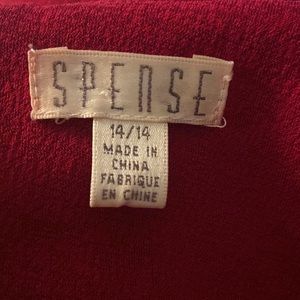 SPENSE
14/14
MADE IN
CHINA
FABRIQUE
EN CHINE